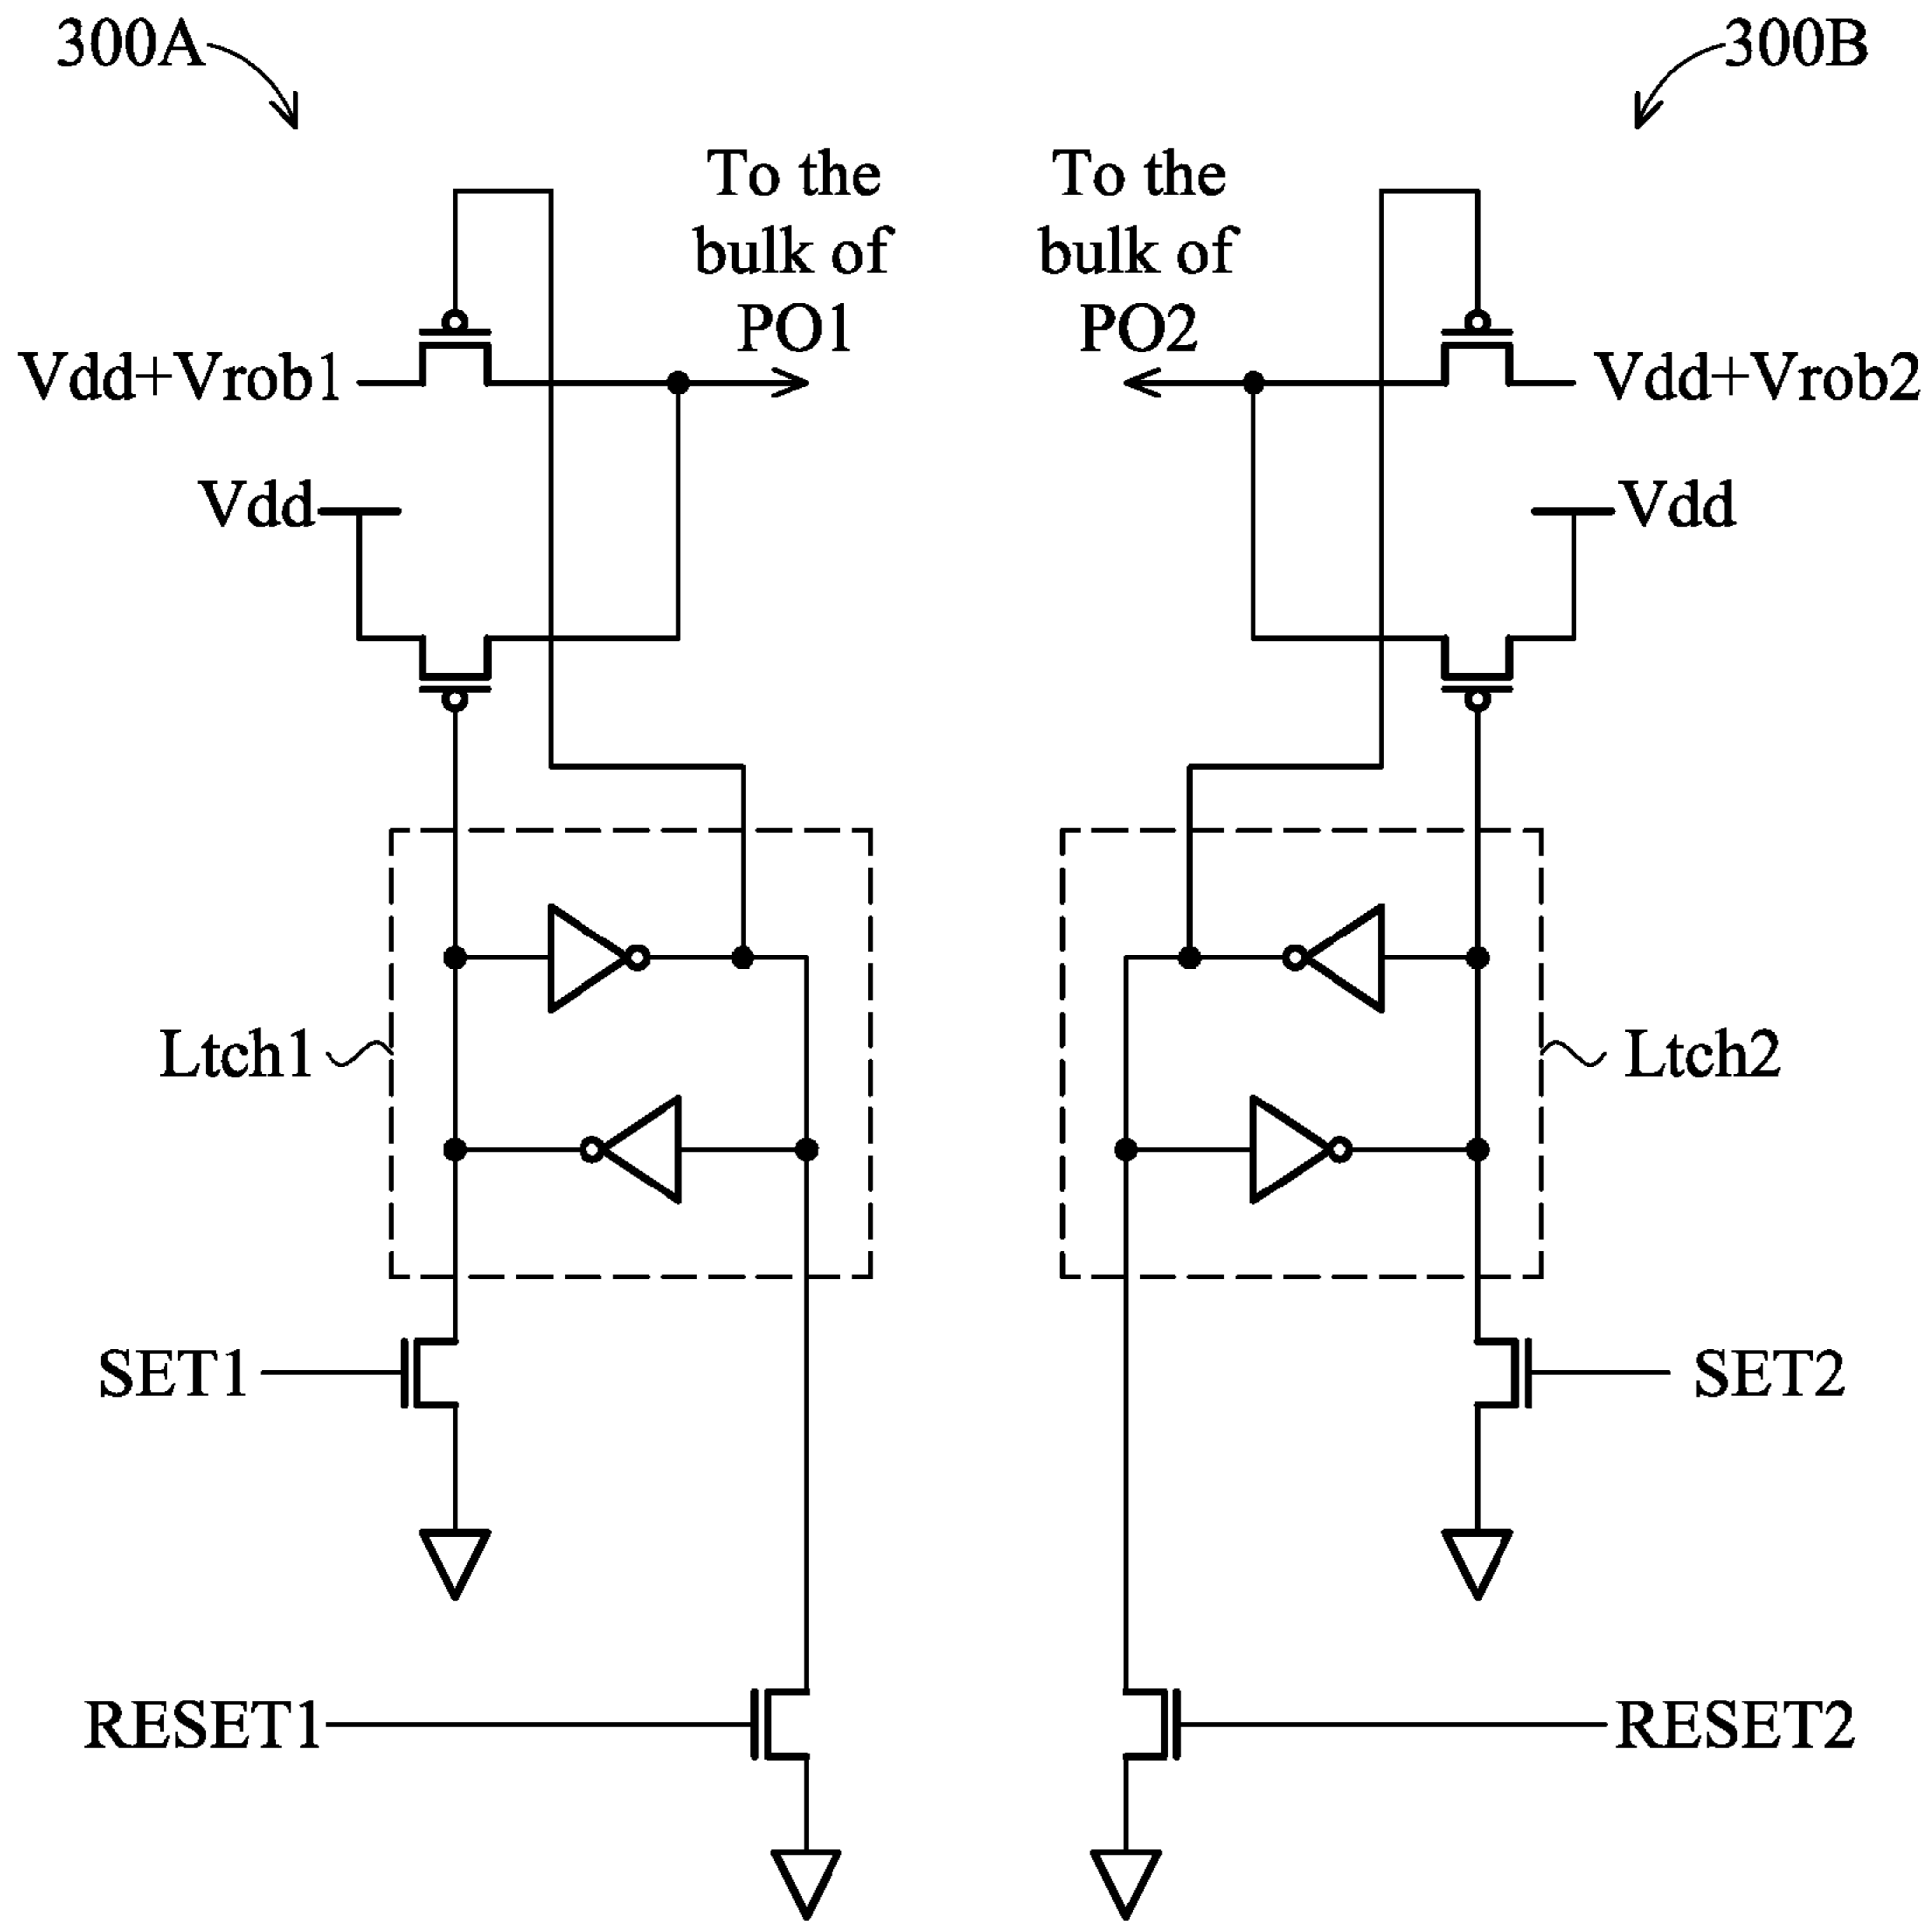 300A
300B
To the
bulk of
PO1
To the
bulk of
PO2
Vdd+Vrob1
Vdd+Vrob2
Vdd
Vdd
Ltch1
Ltch2
SET1
SET2
RESET1
RESET2